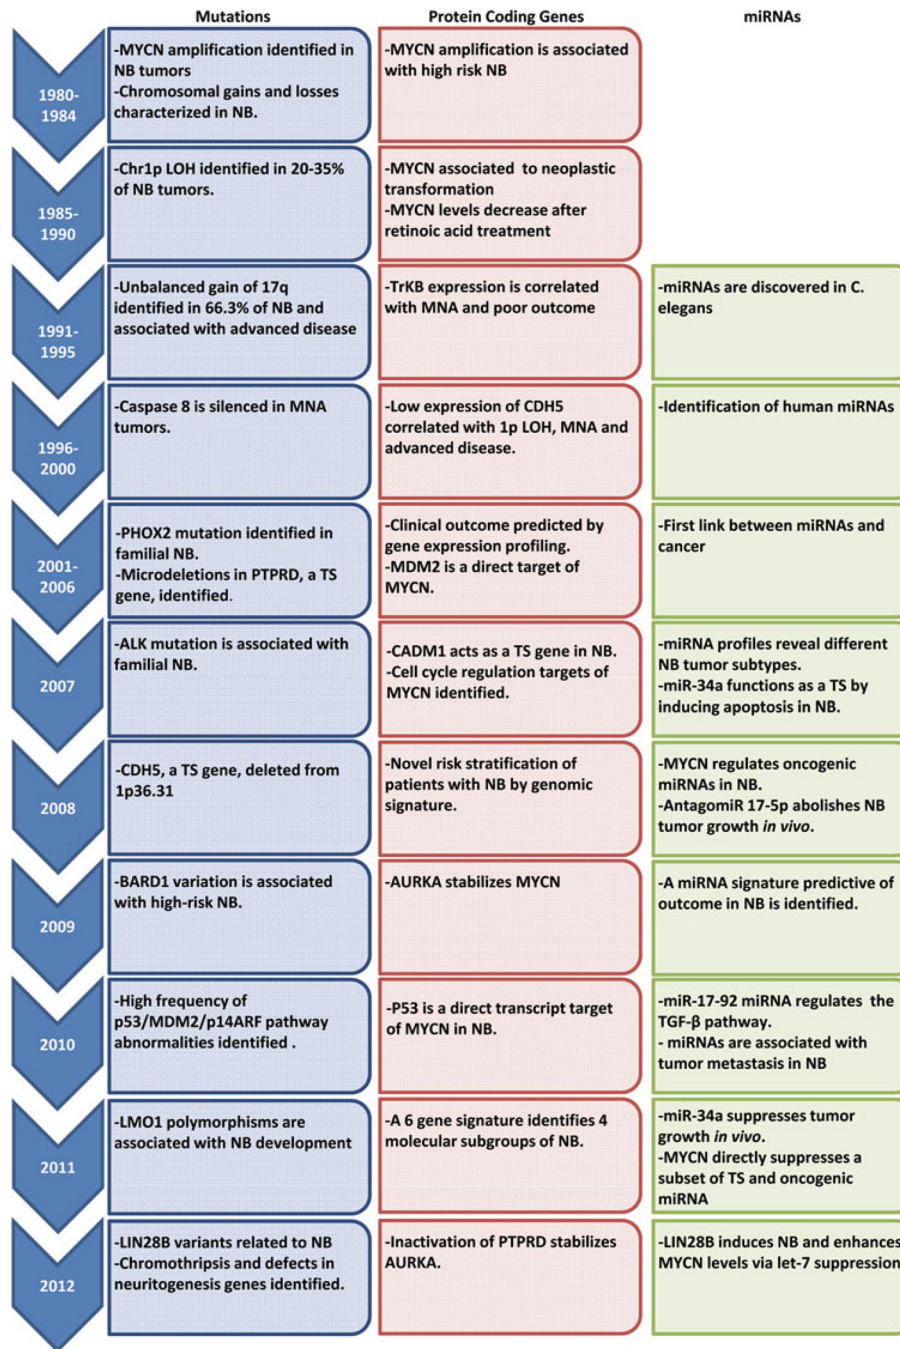 Mutations
Protein Coding Genes
miRNAs
1980-
1984
-MYCN amplification identified in
NB tumors
-Chromosomal gains and losses
characterized in NB.
-MYCN amplification is associated
with high risk NB
1985-
1990
-Chr1p LOH identified in 20-35%
of NB tumors.
-MYCN associated to neoplastic
transformation
-MYCN levels decrease after
retinoic acid treatment
1991-
1995
-Unbalanced gain of 17q
identified in 66.3% of NB and
associated with advanced disease
-TrKB expression is correlated
with MNA and poor outcome
-miRNAs are discovered in C.
elegans
1996-
2000
-Caspase 8 is silenced in MNA
tumors.
-Low expression of CDH5
correlated with 1p LOH, MNA and
advanced disease.
-Identification of human miRNAs
2001-
2006
-PHOX2 mutation identified in
familial NB.
-Microdeletions in PTPRD, a TS
gene, identified.
-Clinical outcome predicted by
gene expression profiling.
-MDM2 is a direct target of
MYCN.
-First link between miRNAs and
cancer
2007
-ALK mutation is associated with
familial NB.
-CADM1 acts as a TS gene in NB.
-Cell cycle regulation targets of
MYCN identified.
-miRNA profiles reveal different
NB tumor subtypes.
-miR-34a functions as a TS by
inducing apoptosis in NB.
2008
-CDH5, a TS gene, deleted from
1p36.31
-Novel risk stratification of
patients with NB by genomic
signature.
-MYCN regulates oncogenic
miRNAs in NB.
-AntagomiR 17-5p abolishes NB
tumor growth in vivo.
2009
-BARD1 variation is associated
with high-risk NB.
-AURKA stabilizes MYCN
-A miRNA signature predictive of
outcome in NB is identified.
2010
-High frequency of
p53/MDM2/p14ARF pathway
abnormalities identified .
-P53 is a direct transcript target
of MYCN in NB.
-miR-17-92 miRNA regulates the
TGF-β pathway.
- miRNAs are associated with
tumor metastasis in NB
2011
-LMO1 polymorphisms are
associated with NB development
-A 6 gene signature identifies 4
molecular subgroups of NB.
-miR-34a suppresses tumor
growth in vivo.
-MYCN directly suppresses a
subset of TS and oncogenic
miRNA
2012
-LIN28B variants related to NB
-Chromothripsis and defects in
neuritogenesis genes identified.
-Inactivation of PTPRD stabilizes
AURKA.
-LIN28B induces NB and enhances
MYCN levels via let-7 suppression